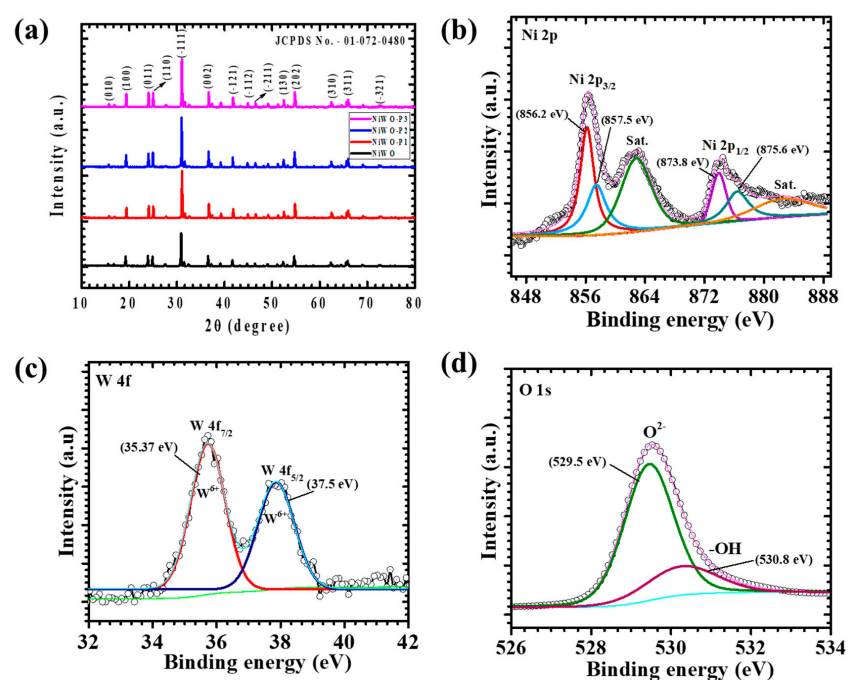 (a)
JCPDS No. - 01-072-0480
(010)
(100)
(011)
(110)
(-111)
(002)
(-121)
(-112)
(-211)
(130)
(202)
(310)
(311)
(-321)
NiWO-P3
NiWO-P2
NiWO-P1
NiWO
Intensity (a.u.)
10 20 30 40 50 60 70 80
2θ (degree)
(b)
Ni 2p
Ni 2p3/2
(856.2 eV)
(857.5 eV)
Sat.
Ni 2p1/2
(873.8 eV)
(875.6 eV)
Sat.
Intensity (a.u.)
848 856 864 872 880 888
Binding energy (eV)
(c)
W 4f
W 4f7/2
(35.37 eV)
W6+
W 4f5/2
(37.5 eV)
W6+
Intensity (a.u)
32 34 36 38 40 42
Binding energy (eV)
(d)
O 1s
O2-
(529.5 eV)
-OH
(530.8 eV)
Intensity (a.u.)
526 528 530 532 534
Binding energy (eV)